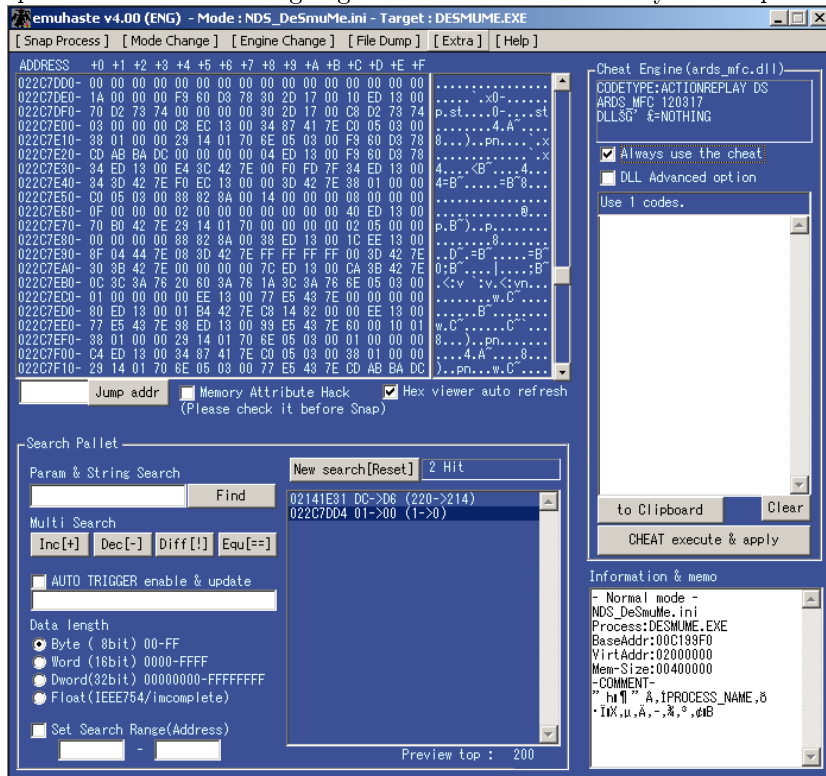 emuhaste v4.00 (ENG) - Mode : NDS_DeSmuMe.ini - Target : DESMUME.EXE
[ Snap Process ] [ Mode Change ] [ Engine Change ] [ File Dump ] [ Extra ] [ Help ]
ADDRESS +0 +1 +2 +3 +4 +5 +6 +7 +8 +9 +A +B +C +D +E +F
022C7DD0- 00 00 00 00 00 00 00 00 00 00 00 00 00 00 00 00 ................
022C7DE0- 1A 00 00 00 F9 60 D3 78 30 2D 17 00 10 ED 13 00
022C7DF0- 70 D2 73 74 00 00 00 00 30 2D 17 00 C8 D2 73 74
022C7E00- 03 00 00 00 C8 EC 13 00 34 87 41 7E C0 05 03 00
022C7E10- 38 01 00 00 29 14 01 70 6E 05 03 00 F9 60 D3 78
022C7E20- CD AB BA DC 00 00 00 00 04 ED 13 00 F9 60 D3 78
022C7E30- 34 ED 13 00 E4 3C 42 7E 00 F0 FD 7F 34 ED 13 00
022C7E40- 34 3D 42 7E F0 EC 13 00 00 3D 42 7E 38 01 00 00
022C7E50- C0 05 03 00 88 82 8A 00 14 00 00 00 08 00 00 00
022C7E60- 0F 00 00 00 02 00 00 00 00 00 00 00 40 ED 13 00
022C7E70- 70 B0 42 7E 29 14 01 70 00 00 00 00 02 05 00 00
022C7E80- 00 00 00 00 88 82 8A 00 38 ED 13 00 1C EE 13 00
022C7E90- 8F 04 44 7E 08 3D 42 7E FF FF FF FF 00 3D 42 7E
022C7EA0- 30 3B 42 7E 00 00 00 00 7C ED 13 00 CA 3B 42 7E
022C7EB0- 0C 3C 3A 76 20 60 3A 76 1A 3C 3A 76 6E 05 03 00
022C7EC0- 01 00 00 00 00 EE 13 00 77 E5 43 7E 00 00 00 00
022C7ED0- 80 ED 13 00 01 B4 42 7E C8 14 82 00 00 EE 13 00
022C7EE0- 77 E5 43 7E 98 ED 13 00 99 E5 43 7E 60 00 10 01
022C7EF0- 38 01 00 00 29 14 01 70 6E 05 03 00 01 00 00 00
022C7F00- C4 ED 13 00 34 87 41 7E C0 05 03 00 38 01 00 00
022C7F10- 29 14 01 70 6E 05 03 00 77 E5 43 7E CD AB BA DC
Jump addr
Memory Attribute Hack
Hex viewer auto refresh
(Please check it before Snap)
Search Pallet
Param & String Search
Find
Multi Search
Inc[+] Dec[-] Diff[!] Equ[==]
AUTO TRIGGER enable & update
Data length
Byte ( 8bit) 00-FF
Word (16bit) 0000-FFFF
Dword(32bit) 00000000-FFFFFFFF
Float(IEEE754/imcomplete)
Set Search Range(Address)
-
New search[Reset] 2 Hit
02141E31 DC->D6 (220->214)
022C7DD4 01->00 (1->0)
Preview top : 200
Cheat Engine(ards_mfc.dll)
CODETYPE:ACTIONREPLAY DS
ARDS_MFC 120317
Always use the cheat
DLL Advanced option
Use 1 codes.
to Clipboard Clear
CHEAT execute & apply
Information & memo
- Normal mode -
NDS_DeSmuMe.ini
Process:DESMUME.EXE
BaseAddr:00C199F0
VirtAddr:02000000
Mem-Size:00400000
-COMMENT-